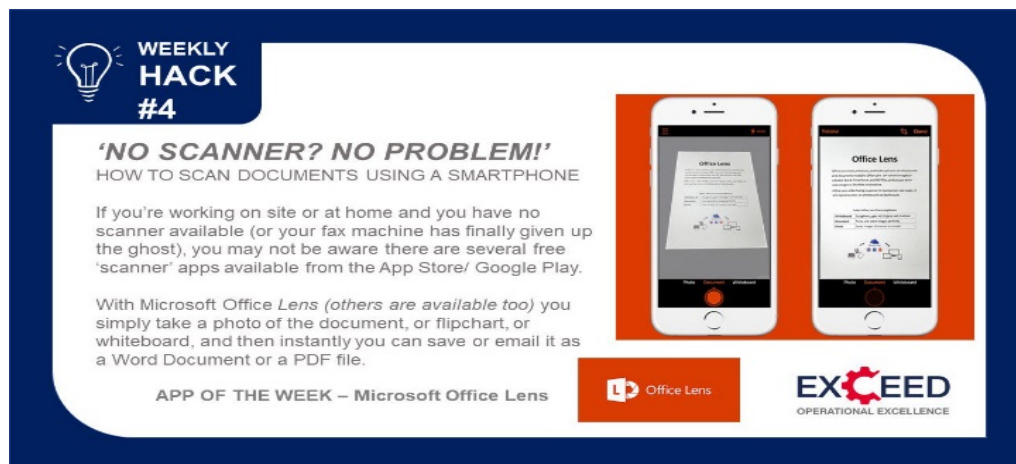 WEEKLY
HACK
#4
‘NO SCANNER? NO PROBLEM!’
HOW TO SCAN DOCUMENTS USING A SMARTPHONE
If you’re working on site or at home and you have no
scanner available (or your fax machine has finally given up
the ghost), you may not be aware there are several free
‘scanner’ apps available from the App Store/ Google Play.
With Microsoft Office Lens (others are available too) you
simply take a photo of the document, or flipchart, or
whiteboard, and then instantly you can save or email it as
a Word Document or a PDF file.
APP OF THE WEEK – Microsoft Office Lens
Office Lens
Photo Document Whiteboard
Office Lens
Photo Document Whiteboard
L
Office Lens
EXCEED
OPERATIONAL EXCELLENCE